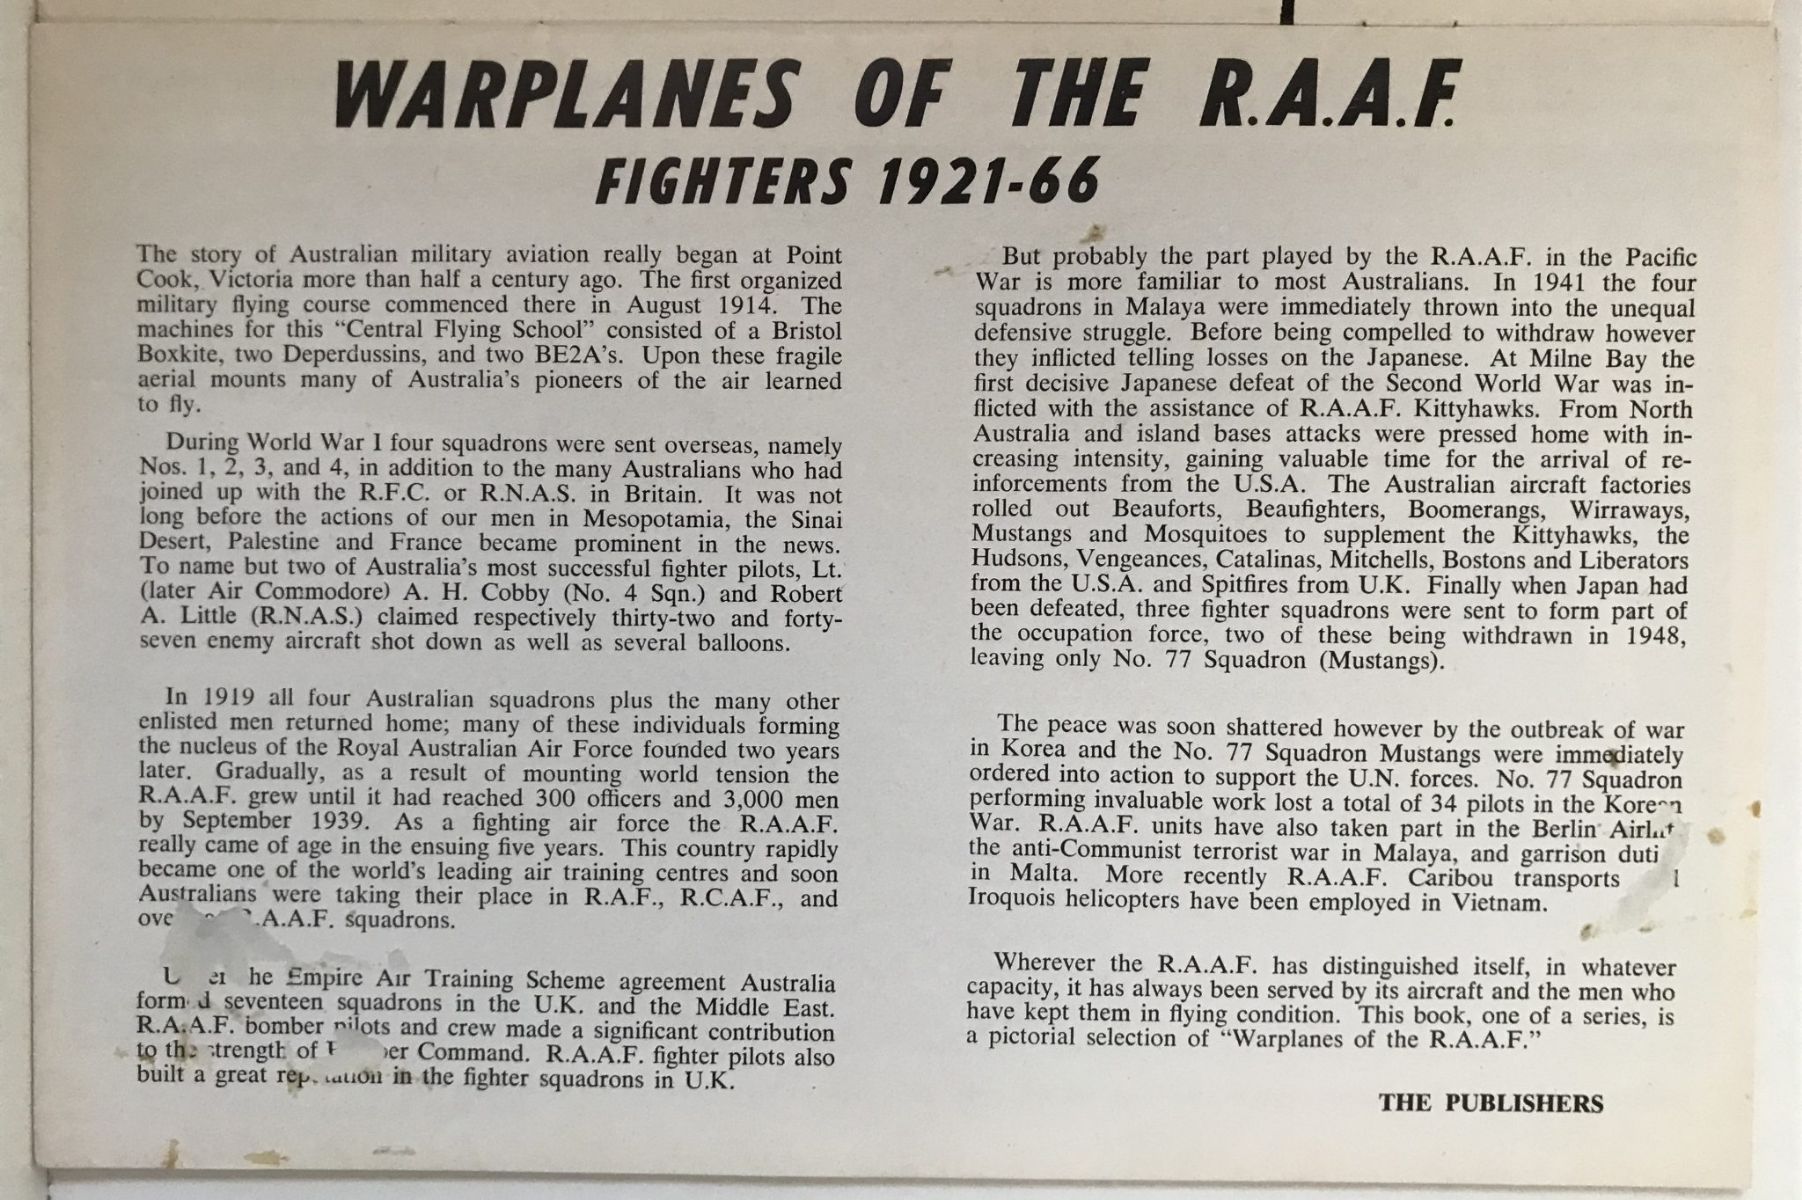 WARPLANES OF THE R.A.A.F.
FIGHTERS 1921-66
The story of Australian military aviation really began at Point
Cook, Victoria more than half a century ago. The first organized
military flying course commenced there in August 1914. The
machines for this “Central Flying School” consisted of a Bristol
Boxkite, two Deperdussins, and two BE2A’s. Upon these fragile
aerial mounts many of Australia’s pioneers of the air learned
to fly.
During World War I four squadrons were sent overseas, namely
Nos. 1, 2, 3, and 4, in addition to the many Australians who had
joined up with the R.F.C. or R.N.A.S. in Britain. It was not
long before the actions of our men in Mesopotamia, the Sinai
Desert, Palestine and France became prominent in the news.
To name but two of Australia’s most successful fighter pilots, Lt.
(later Air Commodore) A. H. Cobby (No. 4 Sqn.) and Robert
A. Little (R.N.A.S.) claimed respectively thirty-two and forty-
seven enemy aircraft shot down as well as several balloons.
In 1919 all four Australian squadrons plus the many other
enlisted men returned home; many of these individuals forming
the nucleus of the Royal Australian Air Force founded two years
later. Gradually, as a result of mounting world tension the
R.A.A.F. grew until it had reached 300 officers and 3,000 men
by September 1939. As a fighting air force the R.A.A.F.
really came of age in the ensuing five years. This country rapidly
became one of the world’s leading air training centres and soon
Australians were taking their place in R.A.F., R.C.A.F., and
.A.A.F. squadrons.
Empire Air Training Scheme agreement Australia
seventeen squadrons in the U.K. and the Middle East.
R.A.A.F. bomber pilots and crew made a significant contribution
to the strength of Command. R.A.A.F. fighter pilots also
built a great reputation in the fighter squadrons in U.K.
But probably the part played by the R.A.A.F. in the Pacific
War is more familiar to most Australians. In 1941 the four
squadrons in Malaya were immediately thrown into the unequal
defensive struggle. Before being compelled to withdraw however
they inflicted telling losses on the Japanese. At Milne Bay the
first decisive Japanese defeat of the Second World War was in-
flicted with the assistance of R.A.A.F. Kittyhawks. From North
Australia and island bases attacks were pressed home with in-
creasing intensity, gaining valuable time for the arrival of re-
inforcements from the U.S.A. The Australian aircraft factories
rolled out Beauforts, Beaufighters, Boomerangs, Wirraways,
Mustangs and Mosquitoes to supplement the Kittyhawks, the
Hudsons, Vengeances, Catalinas, Mitchells, Bostons and Liberators
from the U.S.A. and Spitfires from U.K. Finally when Japan had
been defeated, three fighter squadrons were sent to form part of
the occupation force, two of these being withdrawn in 1948,
leaving only No. 77 Squadron (Mustangs).
The peace was soon shattered however by the outbreak of war
in Korea and the No. 77 Squadron Mustangs were immediately
ordered into action to support the U.N. forces. No. 77 Squadron
performing invaluable work lost a total of 34 pilots in the Korean
War. R.A.A.F. units have also taken part in the Berlin Airlift
the anti-Communist terrorist war in Malaya, and garrison duti
in Malta. More recently R.A.A.F. Caribou transports
Iroquois helicopters have been employed in Vietnam.
Wherever the R.A.A.F. has distinguished itself, in whatever
capacity, it has always been served by its aircraft and the men who
have kept them in flying condition. This book, one of a series, is
a pictorial selection of “Warplanes of the R.A.A.F.”
THE PUBLISHERS